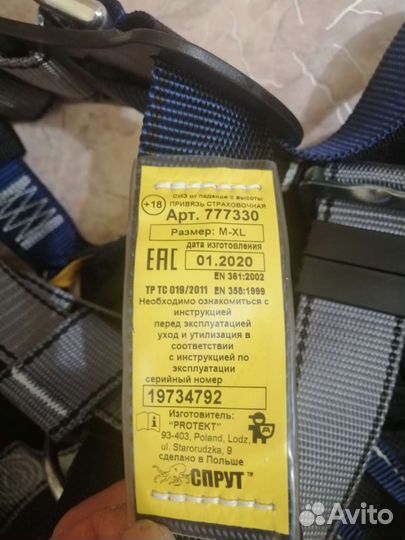 СИЗ от падения с высоты
+18 ПРИВЯЗЬ СТРАХОВОЧНАЯ
Арт. 777330
Размер: M-XL
дата изготовления
EAC 01.2020
EN 361:2002
ТР ТС 019/2011 EN 358:1999
Необходимо ознакомиться с
инструкцией
перед эксплуатацией
уход и утилизация в
соответствии
с инструкцией по
эксплуатации
серийный номер
19734792
Изготовитель:
"PROTEKT"
93-403, Poland, Lodz,
ul. Starorudzka, 9
сделано в Польше
СПРУТ™
Avito